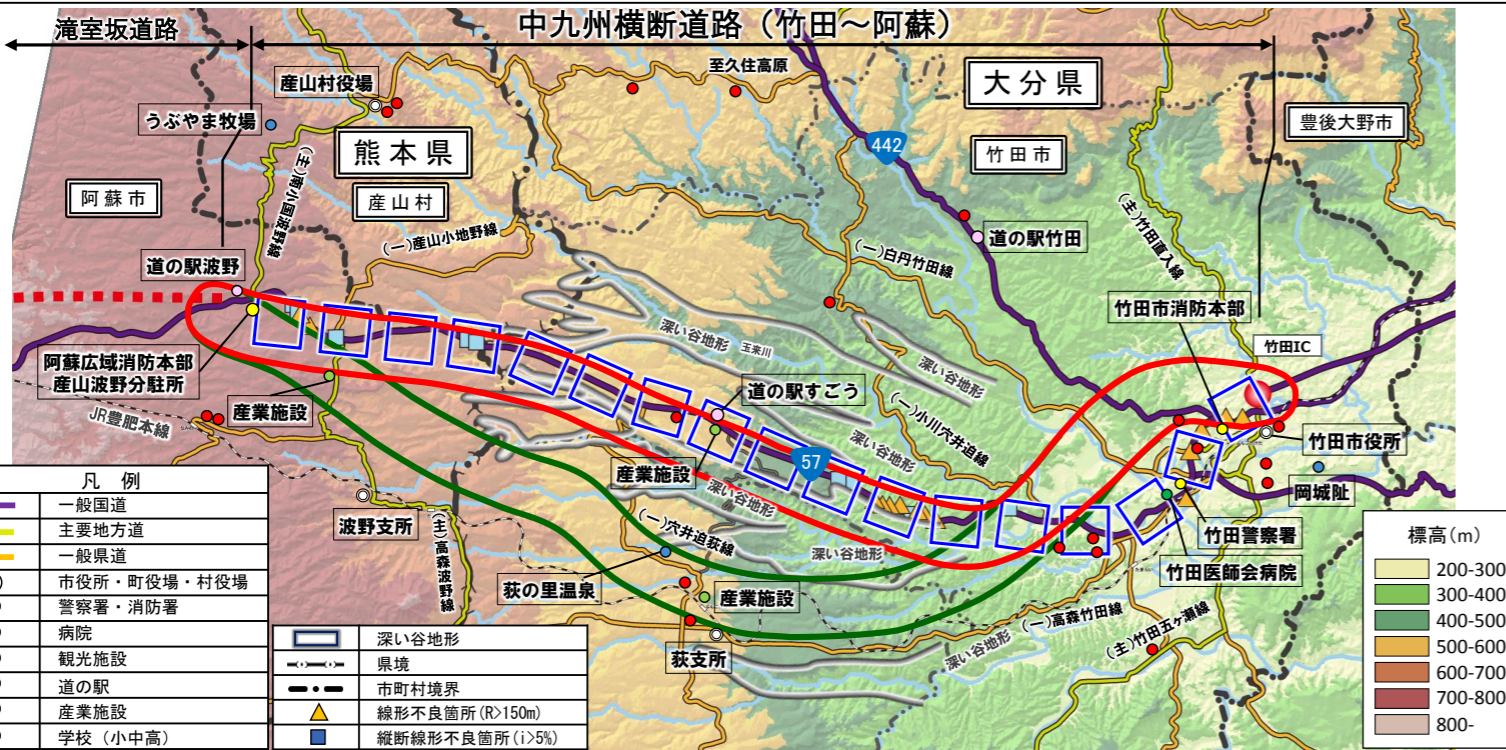 滝室坂道路
中九州横断道路（竹田～阿蘇）
産山村役場
至久住高原
大分県
うぶやま牧場
豊後大野市
熊本県
442
竹田市
(主)南小国波野線
(主)竹田直入線
阿蘇市
産山村
(一)産山小地野線
道の駅竹田
(一)白丹竹田線
道の駅波野
竹田市消防本部
深い谷地形
玉来川
竹田IC
阿蘇広域消防本部
産山波野分駐所
深い谷地形
道の駅すごう
産業施設
(一)小川穴井迫線
JR豊肥本線
竹田市役所
深い谷地形
産業施設
57
岡城址
深い谷地形
波野支所
(主)高森波野線
(一)穴井迫荻線
竹田警察署
深い谷地形
竹田医師会病院
荻の里温泉
産業施設
(一)高森竹田線
深い谷地形
(主)竹田五ヶ瀬線
荻支所
凡　例
一般国道
主要地方道
一般県道
市役所・町役場・村役場
警察署・消防署
病院
観光施設
道の駅
産業施設
学校（小中高）
深い谷地形
県境
市町村境界
線形不良箇所(R>150m)
縦断線形不良箇所(i>5%)
標高(m)
200-300
300-400
400-500
500-600
600-700
700-800
800-